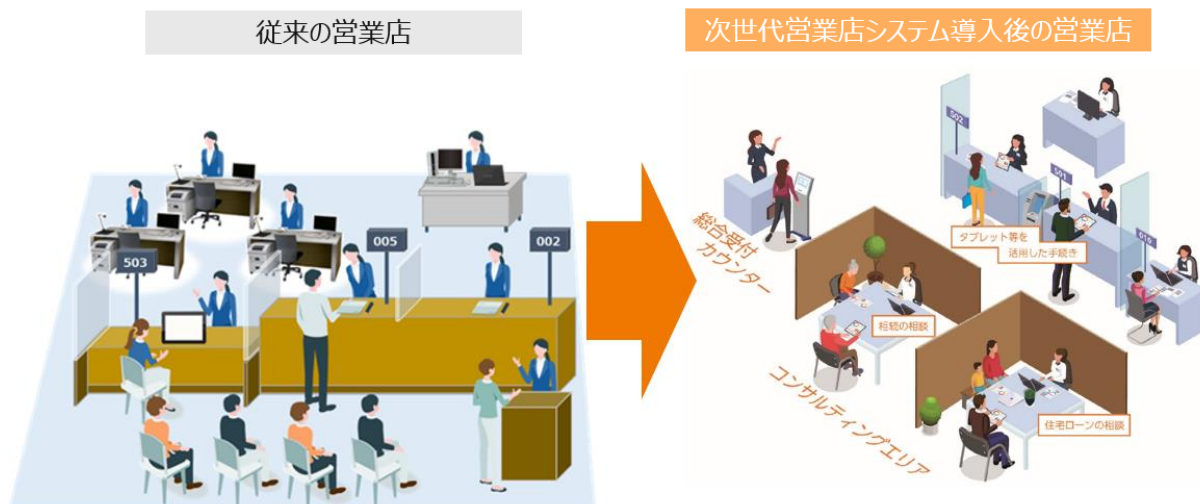 従来の営業店
次世代営業店システム導入後の営業店
503
005
002
総合受付
カウンター
502
501
010
タブレット等を
活用した手続き
相続の相談
住宅ローンの相談
コンサルティングエリア